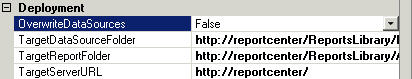 Deployment
OverwriteDataSources False
TargetDataSourceFolder http://reportcenter/ReportsLibrary/
TargetReportFolder http://reportcenter/ReportsLibrary/
TargetServerURL http://reportcenter/